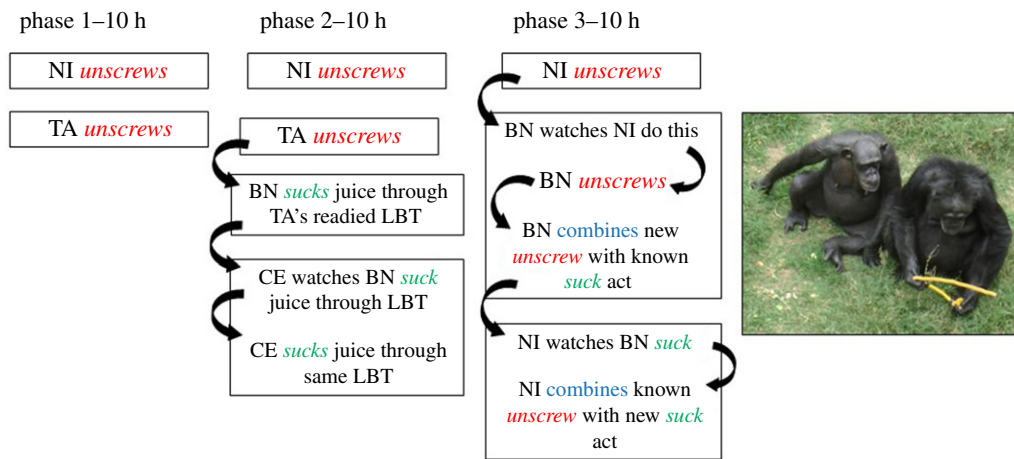 phase 1–10 h
NI unscrews
TA unscrews
phase 2–10 h
NI unscrews
TA unscrews
BN sucks juice through
TA's readied LBT
CE watches BN suck
juice through LBT
CE sucks juice through
same LBT
phase 3–10 h
NI unscrews
BN watches NI do this
BN unscrews
BN combines new
unscrew with known
suck act
NI watches BN suck
NI combines known
unscrew with new suck
act